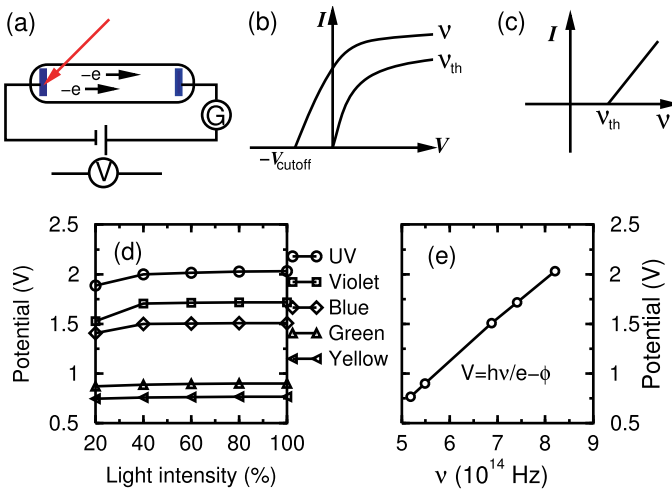 (a)
−e
−e
G
V
(b)
I
ν
ν_th
V
−V_cutoff
(c)
I
ν_th
ν
(d)
2.5
2
1.5
1
0.5
Potential (V)
20 40 60 80 100
Light intensity (%)
UV
Violet
Blue
Green
Yellow
(e)
V=hν/e−ϕ
5 6 7 8 9
ν (10¹⁴ Hz)
2.5
2
1.5
1
0.5
Potential (V)